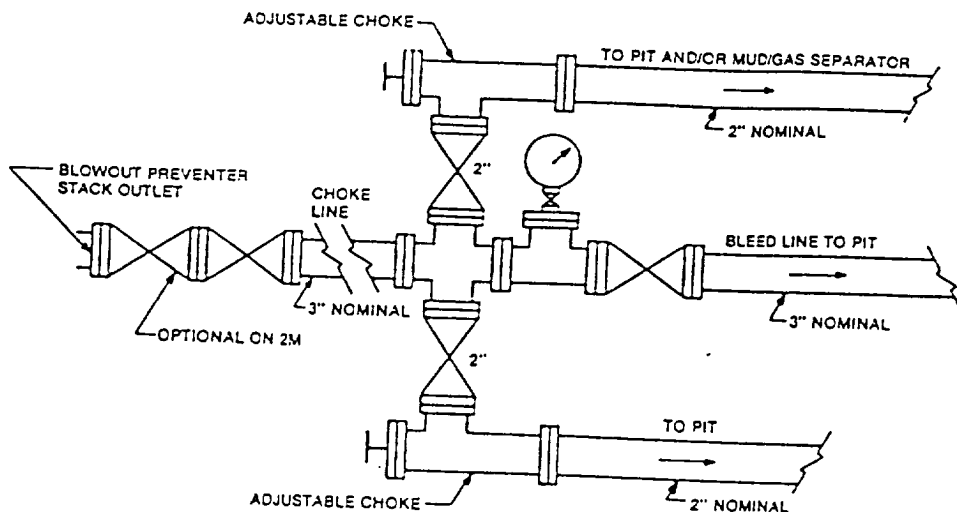 ADJUSTABLE CHOKE
TO PIT AND/OR MUD/GAS SEPARATOR
2" NOMINAL
2"
BLOWOUT PREVENTER
STACK OUTLET
CHOKE
LINE
BLEED LINE TO PIT
3" NOMINAL
3" NOMINAL
OPTIONAL ON 2M
2"
TO PIT
ADJUSTABLE CHOKE
2" NOMINAL